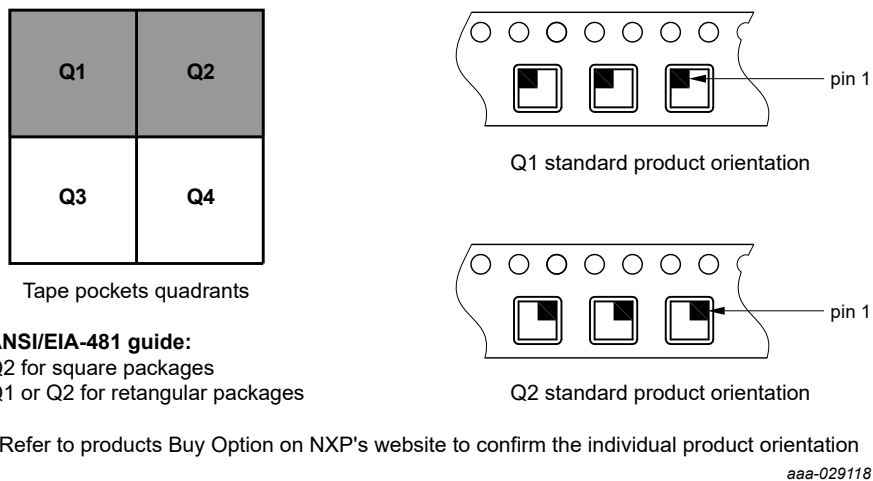 Q1
Q2
Q3
Q4
Tape pockets quadrants
pin 1
Q1 standard product orientation
pin 1
Q2 standard product orientation
ANSI/EIA-481 guide:
Q2 for square packages
Q1 or Q2 for retangular packages
Refer to products Buy Option on NXP's website to confirm the individual product orientation
aaa-029118